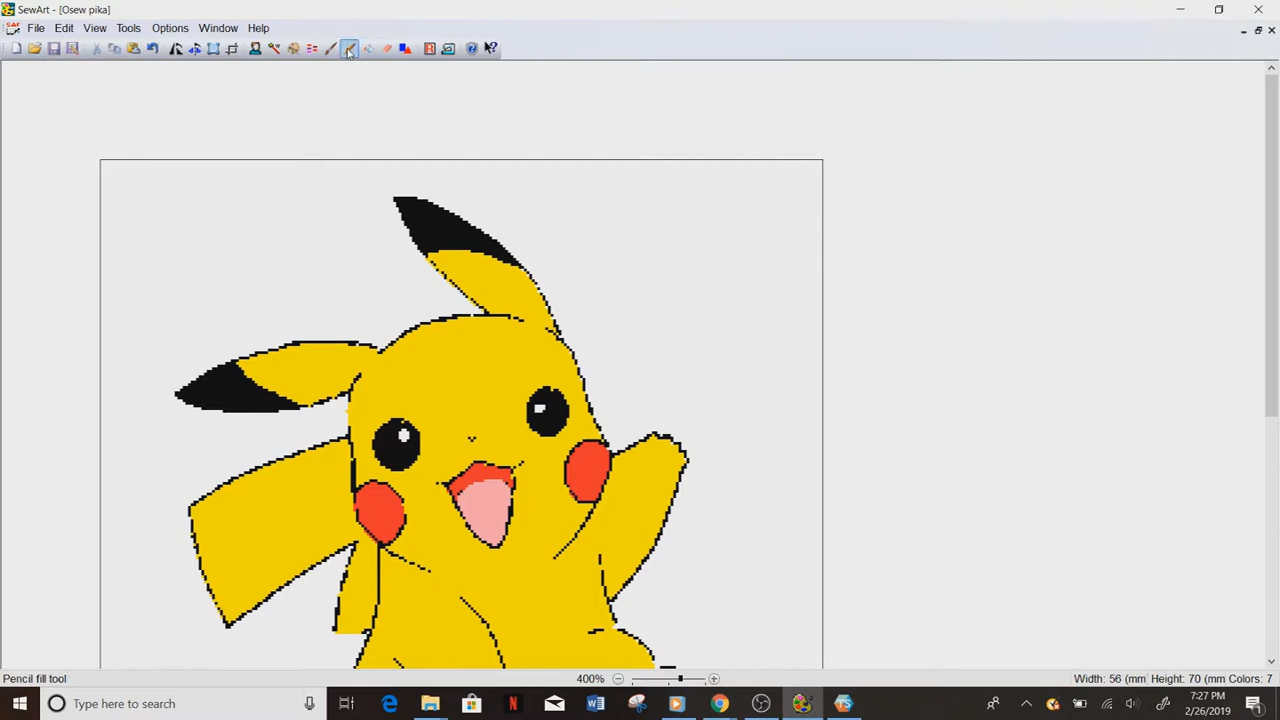 SewArt - [Osew pika]
SAF File Edit View Tools Options Window Help
Pencil fill tool
400%
Width: 56 (mm Height: 70 (mm Colors: 7
Type here to search
7:27 PM
2/26/2019